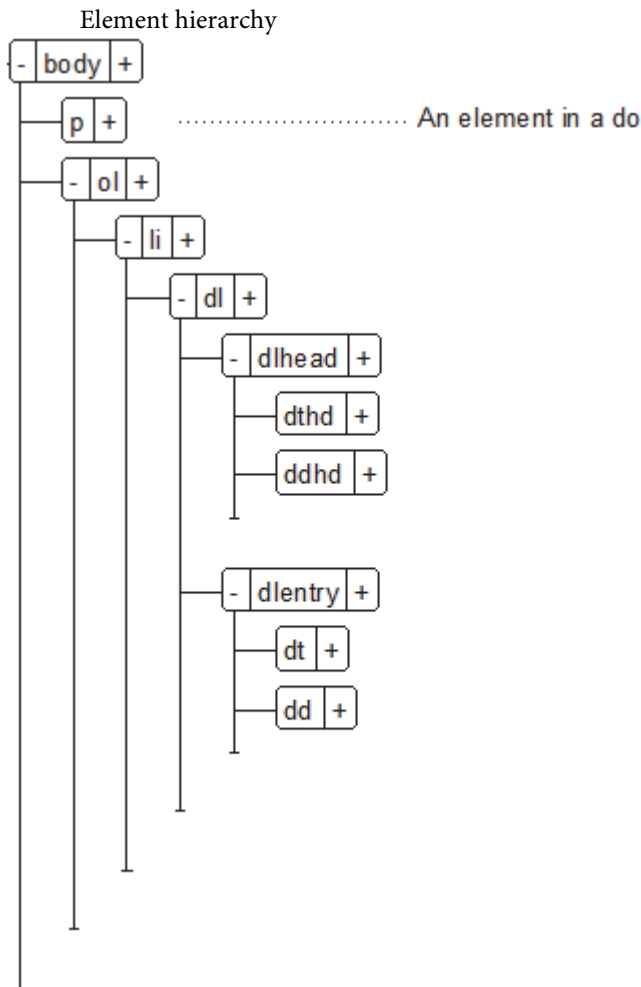 Element hierarchy
- body +
p + An element in a do
- ol +
- li +
- dl +
- dlhead +
dthd +
ddhd +
- dlentry +
dt +
dd +